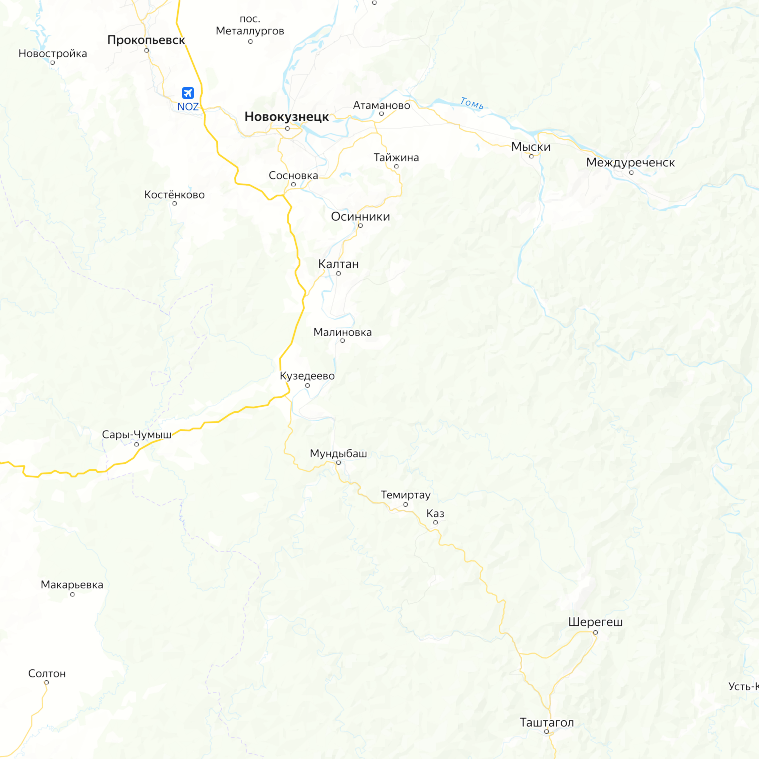 пос.
Металлургов
Прокопьевск
Новостройка
NOZ
Томь
Атаманово
Новокузнецк
Мыски
Тайжина
Междуреченск
Сосновка
Костёнково
Осинники
Калтан
Малиновка
Кузедеево
Сары-Чумыш
Мундыбаш
Темиртау
Каз
Макарьевка
Шерегеш
Солтон
Усть-К
Таштагол